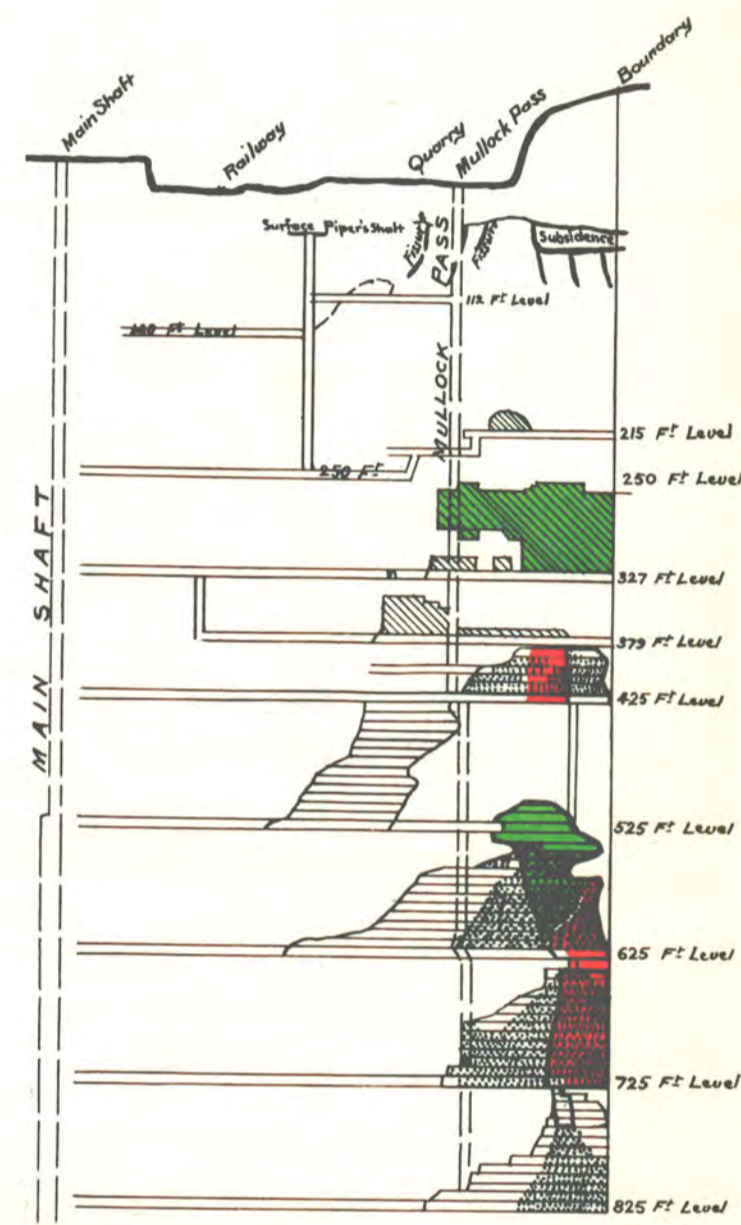 Main Shaft
Railway
Quarry
Mullock Pass
Boundary
Surface Piper's Shaft
Fissure
PASS
Fissure
Subsidence
112 Ft Level
Ft Level
MULLOCK
215 Ft Level
250 Ft
250 Ft Level
MAIN SHAFT
327 Ft Level
379 Ft Level
425 Ft Level
525 Ft Level
625 Ft Level
725 Ft Level
825 Ft Level